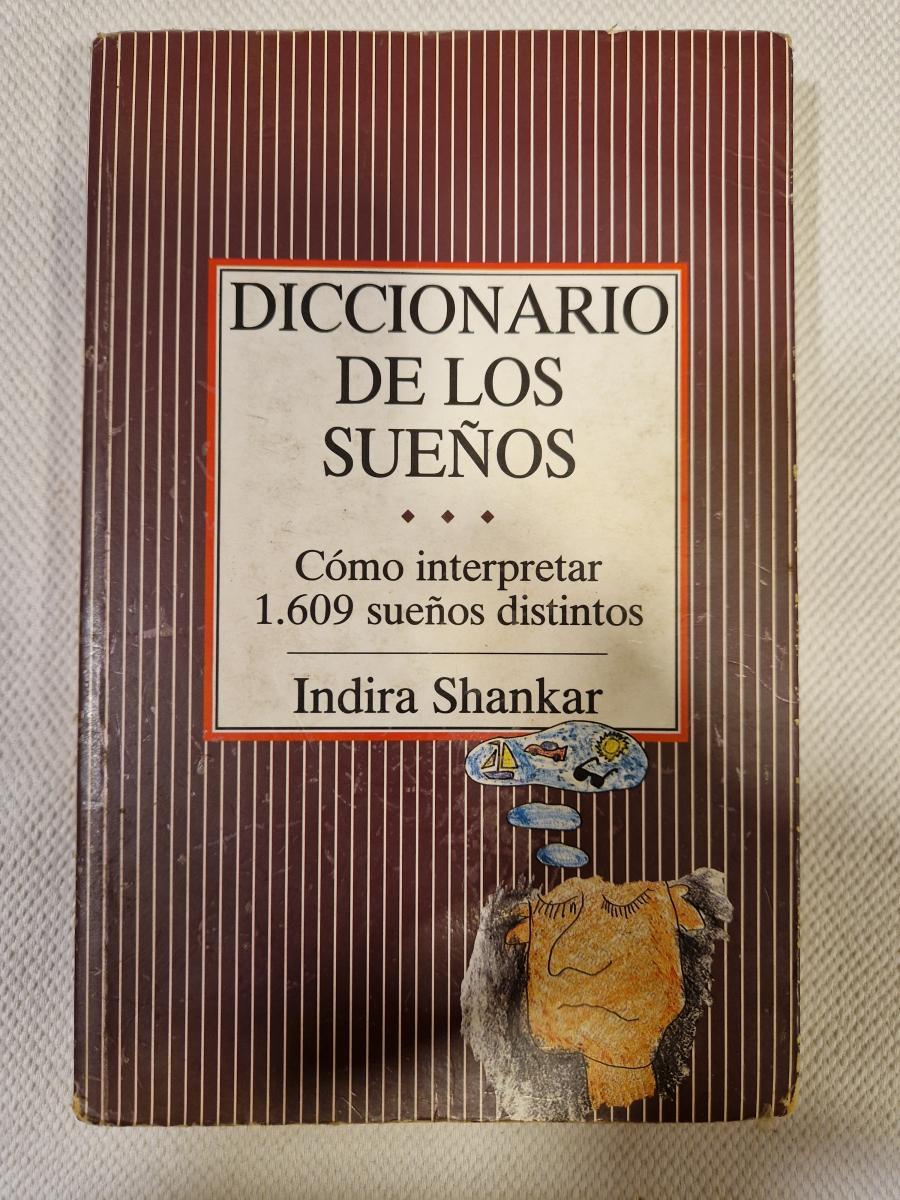 DICCIONARIO
DE LOS
SUEÑOS
Cómo interpretar
1.609 sueños distintos
Indira Shankar